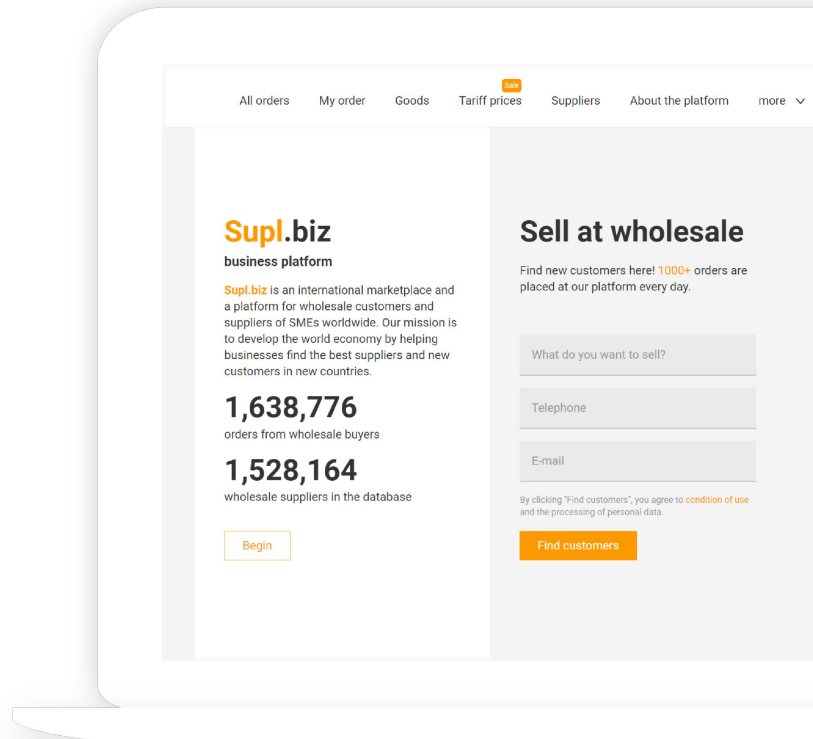 Sale
All orders My order Goods Tariff prices Suppliers About the platform more
Supl.biz
business platform
Supl.biz is an international marketplace and
a platform for wholesale customers and
suppliers of SMEs worldwide. Our mission is
to develop the world economy by helping
businesses find the best suppliers and new
customers in new countries.
1,638,776
orders from wholesale buyers
1,528,164
wholesale suppliers in the database
Begin
Sell at wholesale
Find new customers here! 1000+ orders are
placed at our platform every day.
What do you want to sell?
Telephone
E-mail
By clicking "Find customers", you agree to condition of use
and the processing of personal data.
Find customers